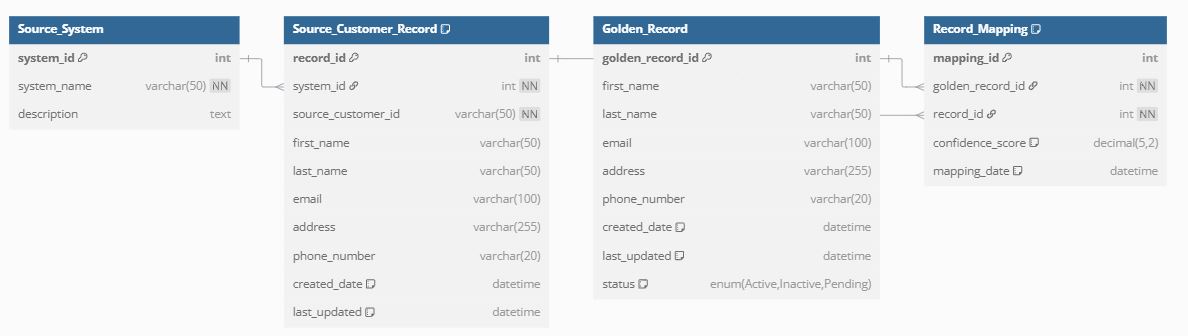 Source_System
system_id int
system_name varchar(50) NN
description text
Source_Customer_Record
record_id int
system_id int NN
source_customer_id varchar(50) NN
first_name varchar(50)
last_name varchar(50)
email varchar(100)
address varchar(255)
phone_number varchar(20)
created_date datetime
last_updated datetime
Golden_Record
golden_record_id int
first_name varchar(50)
last_name varchar(50)
email varchar(100)
address varchar(255)
phone_number varchar(20)
created_date datetime
last_updated datetime
status enum(Active,Inactive,Pending)
Record_Mapping
mapping_id int
golden_record_id int NN
record_id int NN
confidence_score decimal(5,2)
mapping_date datetime